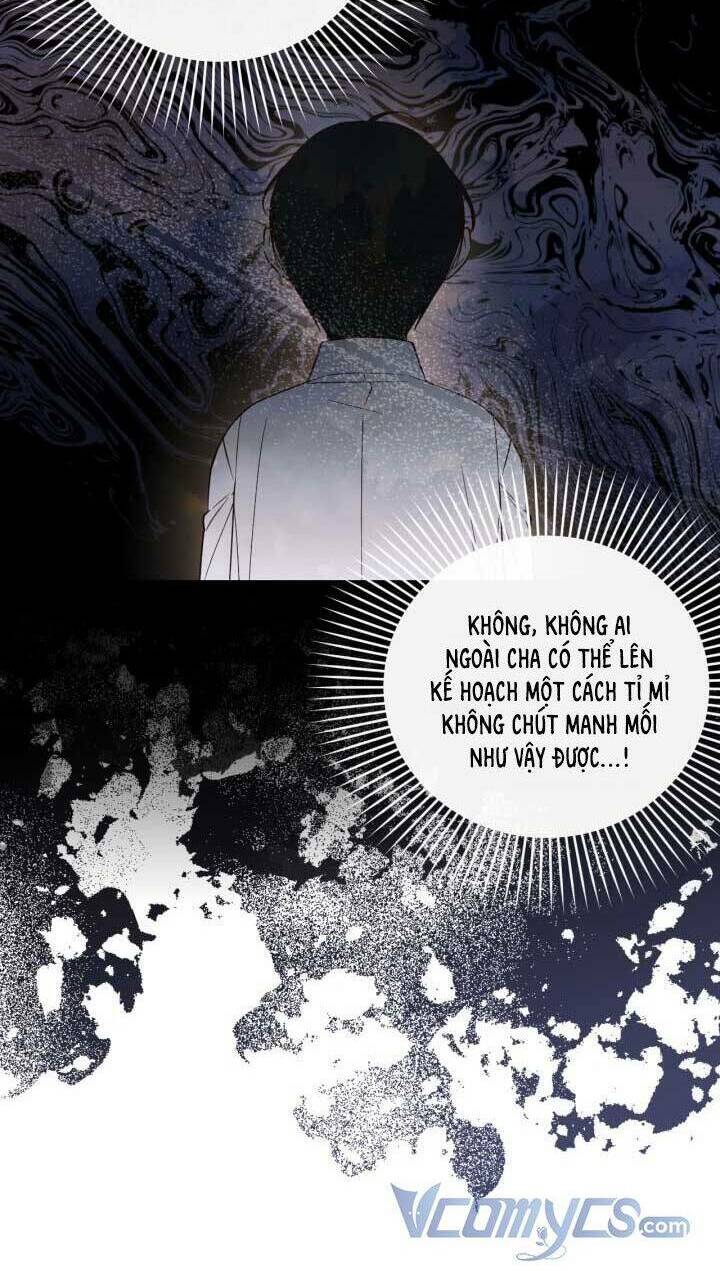 KHÔNG, KHÔNG AI
NGOÀI CHA CÓ THỂ LÊN
KẾ HOẠCH MỘT CÁCH TỈ MỈ
KHÔNG CHÚT MANH MỐI
NHƯ VẬY ĐƯỢC...!
VCOMYCS.com